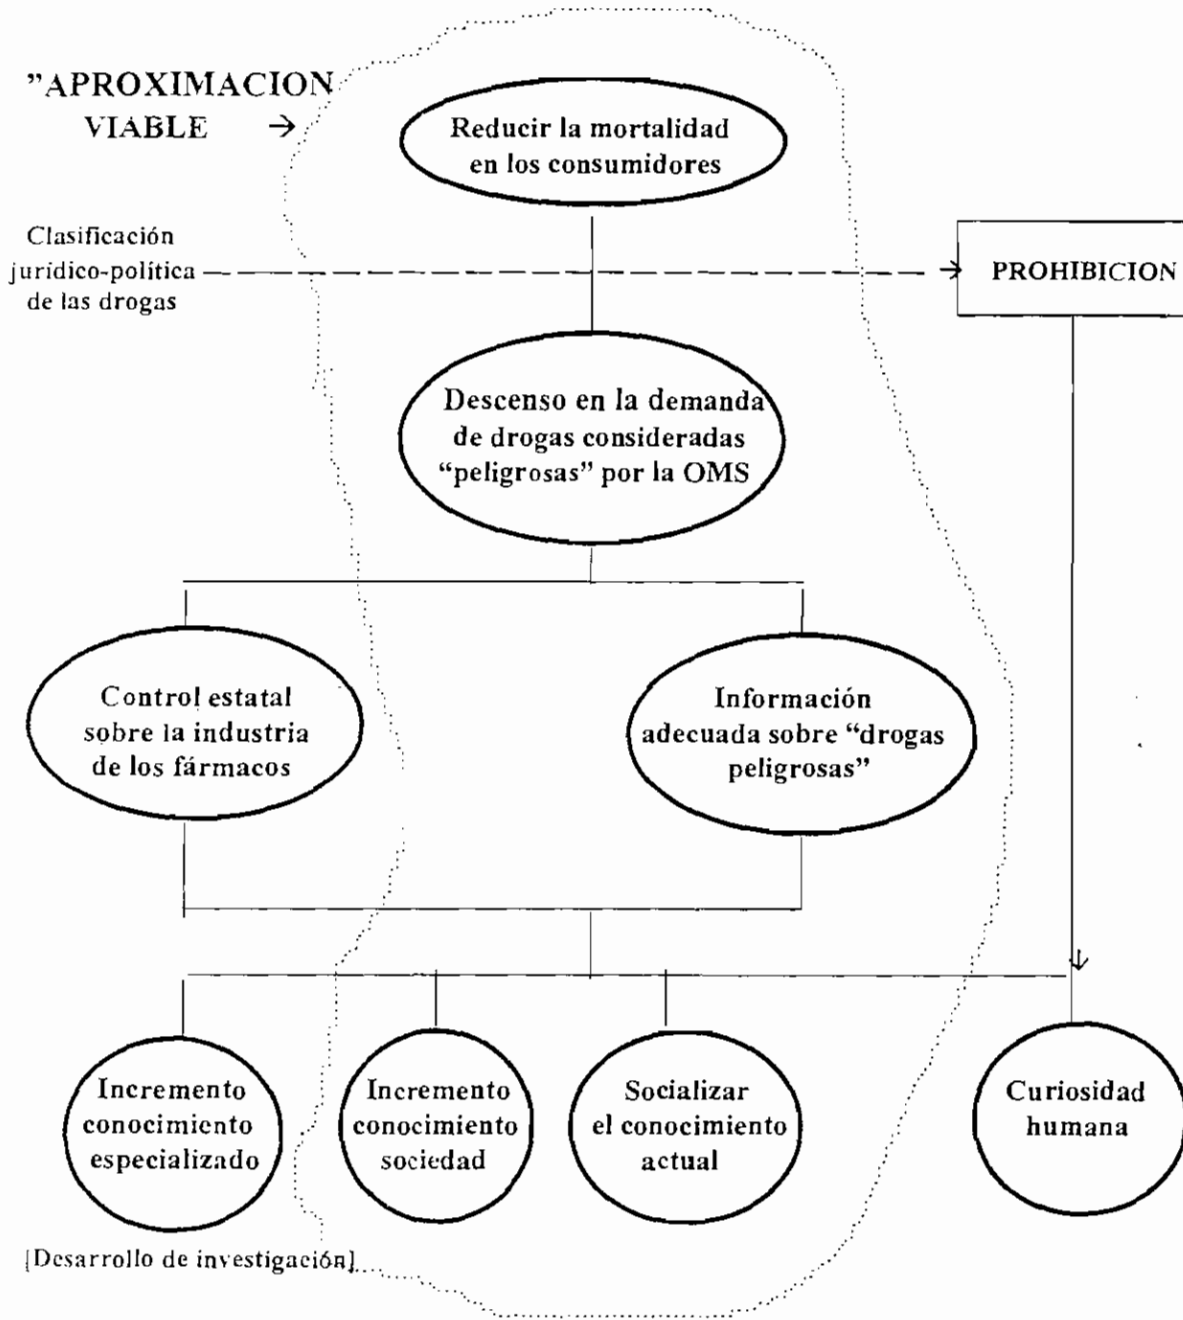 ”APROXIMACION
VIABLE →
Reducir la mortalidad
en los consumidores
Clasificación
jurídico-política
de las drogas
PROHIBICION
Descenso en la demanda
de drogas consideradas
“peligrosas” por la OMS
Control estatal
sobre la industria
de los fármacos
Información
adecuada sobre “drogas
peligrosas”
Incremento
conocimiento
especializado
Incremento
conocimiento
sociedad
Socializar
el conocimiento
actual
Curiosidad
humana
[Desarrollo de investigación]